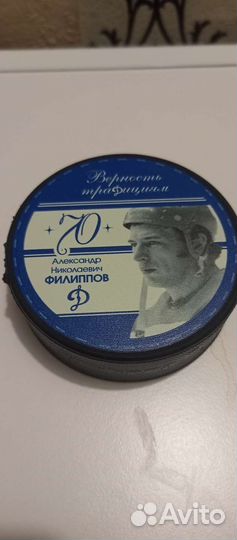 Верность
традициям
70
Александр
Николаевич
ФИЛИППОВ
Д
Avito